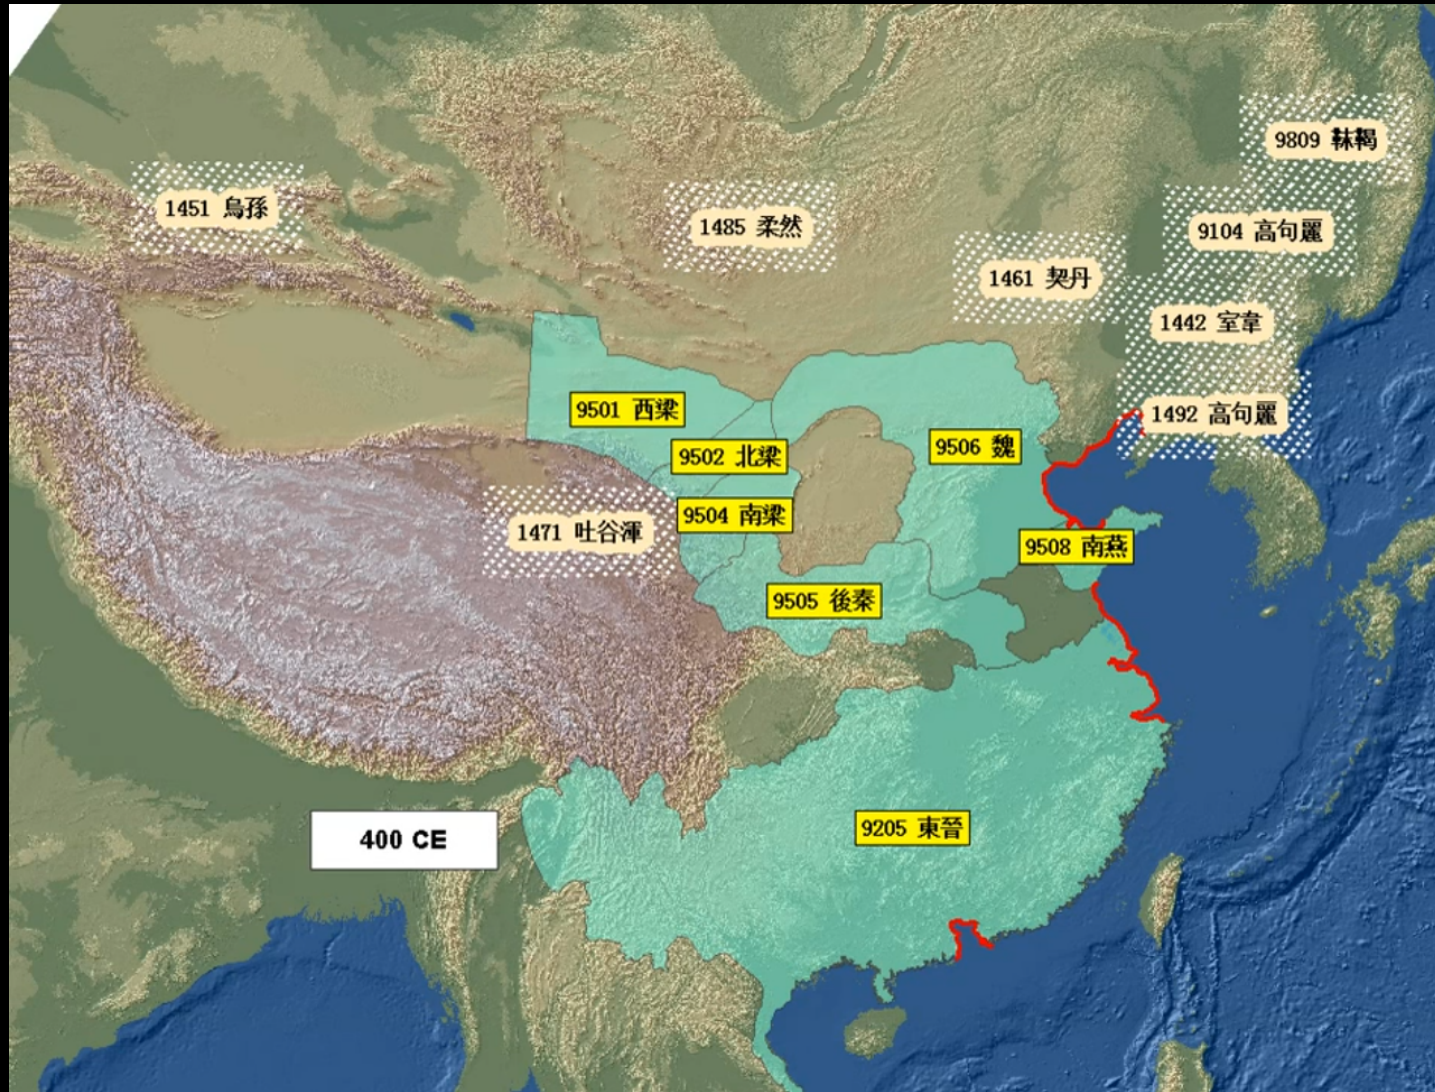 9809 靺鞨
1451 烏孫
1485 柔然
9104 高句麗
1461 契丹
1442 室韋
9501 西梁
1492 高句麗
9502 北梁
9506 魏
9504 南梁
1471 吐谷渾
9508 南燕
9505 後秦
9205 東晉
400 CE